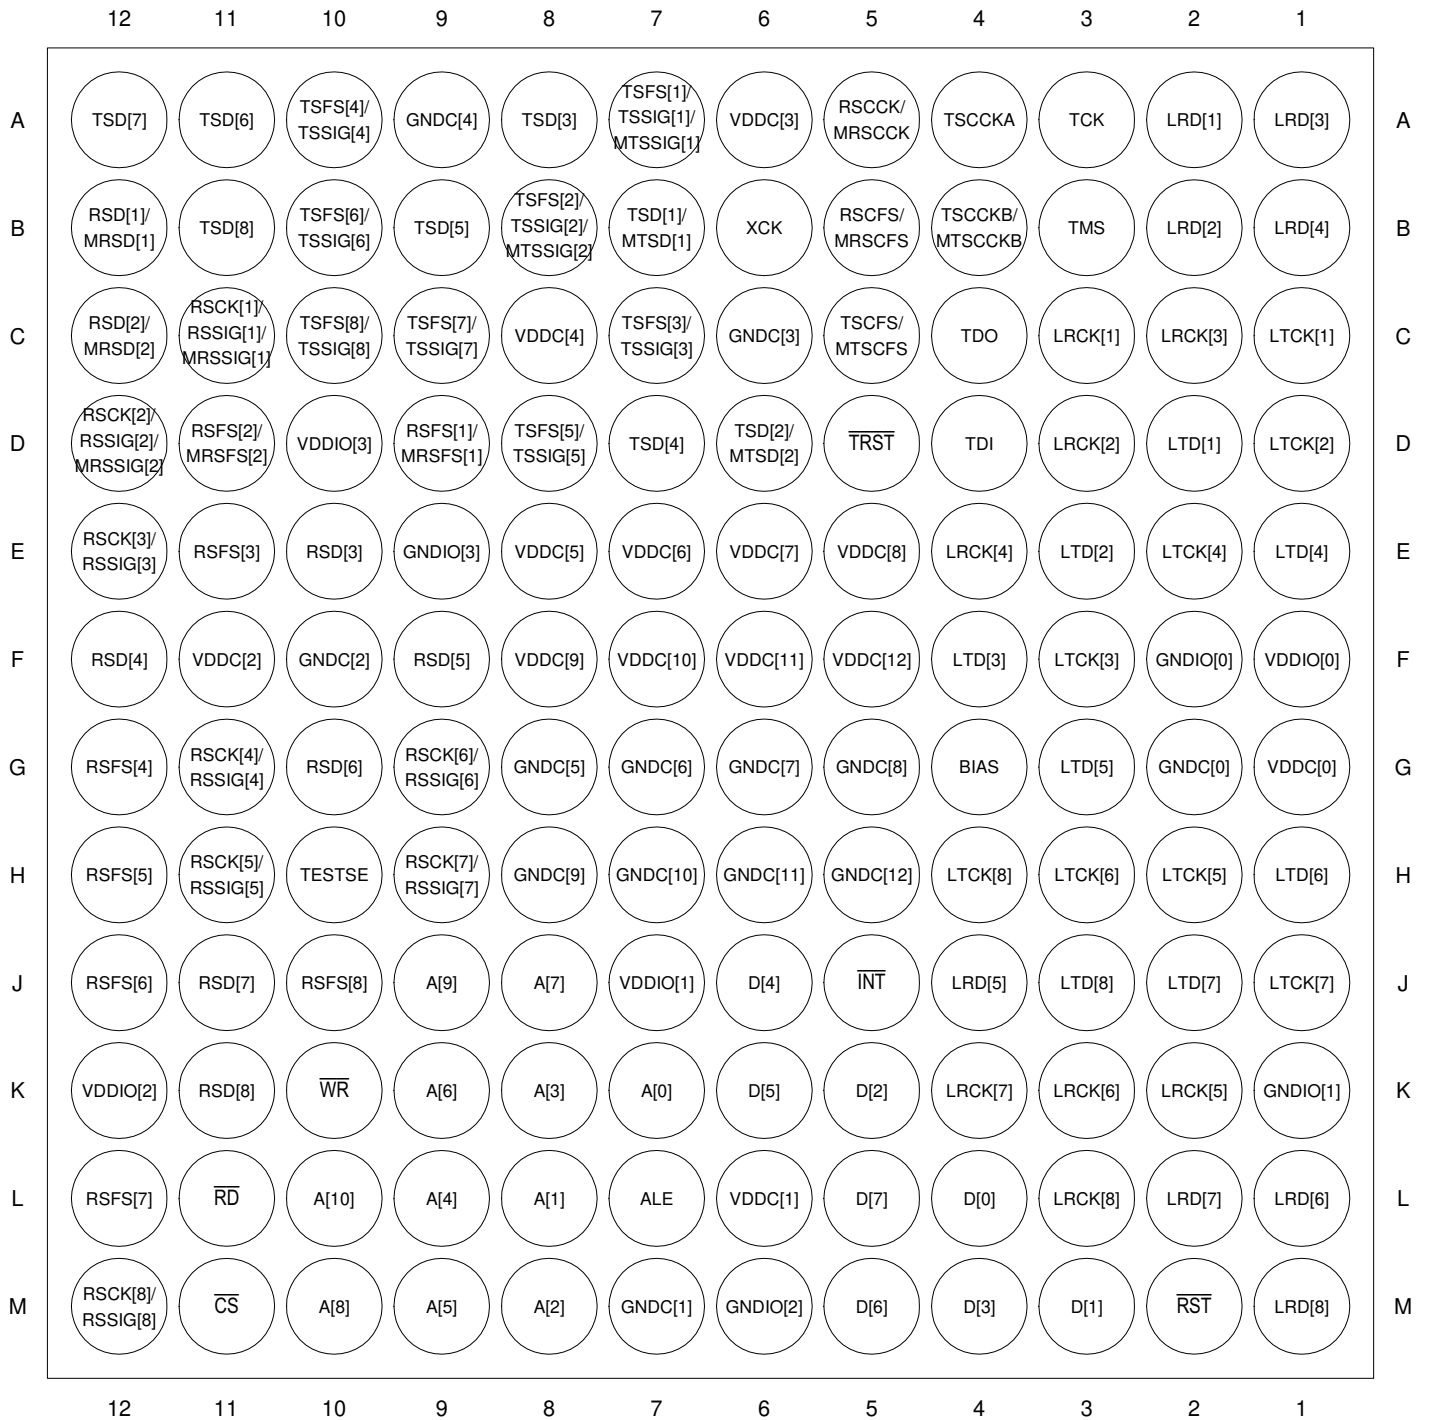 12 11 10 9 8 7 6 5 4 3 2 1
A TSD[7] TSD[6] TSFS[4]/ TSSIG[4] GNDC[4] TSD[3] TSFS[1]/ TSSIG[1]/ MTSSIG[1] VDDC[3] RSCCK/ MRSCCK TSCCKA TCK LRD[1] LRD[3] A
B RSD[1]/ MRSD[1] TSD[8] TSFS[6]/ TSSIG[6] TSD[5] TSFS[2]/ TSSIG[2]/ MTSSIG[2] TSD[1]/ MTSD[1] XCK RSCFS/ MRSCFS TSCCKB/ MTSCCKB TMS LRD[2] LRD[4] B
C RSD[2]/ MRSD[2] RSCK[1]/ RSSIG[1]/ MRSSIG[1] TSFS[8]/ TSSIG[8] TSFS[7]/ TSSIG[7] VDDC[4] TSFS[3]/ TSSIG[3] GNDC[3] TSCFS/ MTSCFS TDO LRCK[1] LRCK[3] LTCK[1] C
D RSCK[2]/ RSSIG[2]/ MRSSIG[2] RSFS[2]/ MRSFS[2] VDDIO[3] RSFS[1]/ MRSFS[1] TSFS[5]/ TSSIG[5] TSD[4] TSD[2]/ MTSD[2] TRST TDI LRCK[2] LTD[1] LTCK[2] D
E RSCK[3]/ RSSIG[3] RSFS[3] RSD[3] GNDIO[3] VDDC[5] VDDC[6] VDDC[7] VDDC[8] LRCK[4] LTD[2] LTCK[4] LTD[4] E
F RSD[4] VDDC[2] GNDC[2] RSD[5] VDDC[9] VDDC[10] VDDC[11] VDDC[12] LTD[3] LTCK[3] GNDIO[0] VDDIO[0] F
G RSFS[4] RSCK[4]/ RSSIG[4] RSD[6] RSCK[6]/ RSSIG[6] GNDC[5] GNDC[6] GNDC[7] GNDC[8] BIAS LTD[5] GNDC[0] VDDC[0] G
H RSFS[5] RSCK[5]/ RSSIG[5] TESTSE RSCK[7]/ RSSIG[7] GNDC[9] GNDC[10] GNDC[11] GNDC[12] LTCK[8] LTCK[6] LTCK[5] LTD[6] H
J RSFS[6] RSD[7] RSFS[8] A[9] A[7] VDDIO[1] D[4] INT LRD[5] LTD[8] LTD[7] LTCK[7] J
K VDDIO[2] RSD[8] WR A[6] A[3] A[0] D[5] D[2] LRCK[7] LRCK[6] LRCK[5] GNDIO[1] K
L RSFS[7] RD A[10] A[4] A[1] ALE VDDC[1] D[7] D[0] LRCK[8] LRD[7] LRD[6] L
M RSCK[8]/ RSSIG[8] CS A[8] A[5] A[2] GNDC[1] GNDIO[2] D[6] D[3] D[1] RST LRD[8] M
12 11 10 9 8 7 6 5 4 3 2 1